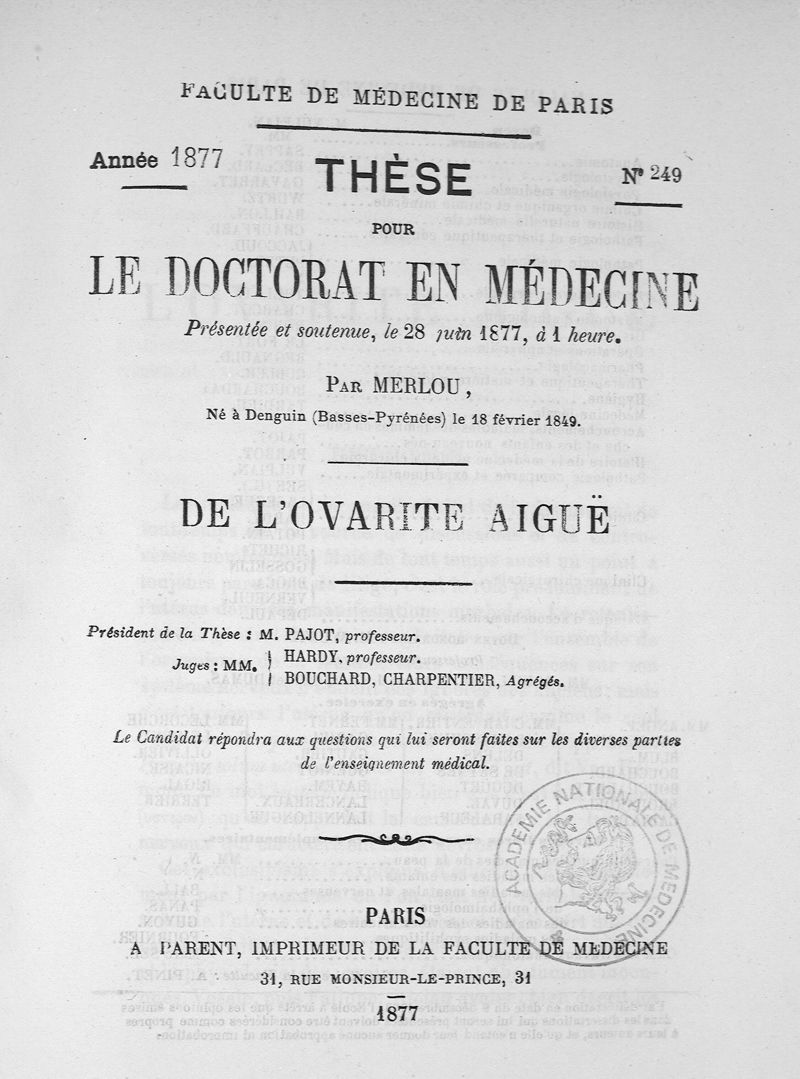 FACULTE DE MÉDECINE DE PARIS
Année 1877
THÈSE
Nº 249
POUR
LE DOCTORAT EN MÉDECINE
Présentée et soutenue, le 28 juin 1877, à 1 heure.
PAR MERLOU,
Né à Denguin (Basses-Pyrénées) le 18 février 1849.
DE L'OVARITE AIGUË
Président de la Thèse : M. PAJOT, professeur.
Juges : MM. HARDY, professeur.
BOUCHARD, CHARPENTIER, Agrégés.
Le Candidat répondra aux questions qui lui seront faites sur les diverses parties
de l'enseignement médical.
ACADEMIE NATIONALE DE MEDECINE
PARIS
A PARENT, IMPRIMEUR DE LA FACULTE DE MEDECINE
31, RUE MONSIEUR-LE-PRINCE, 31
1877